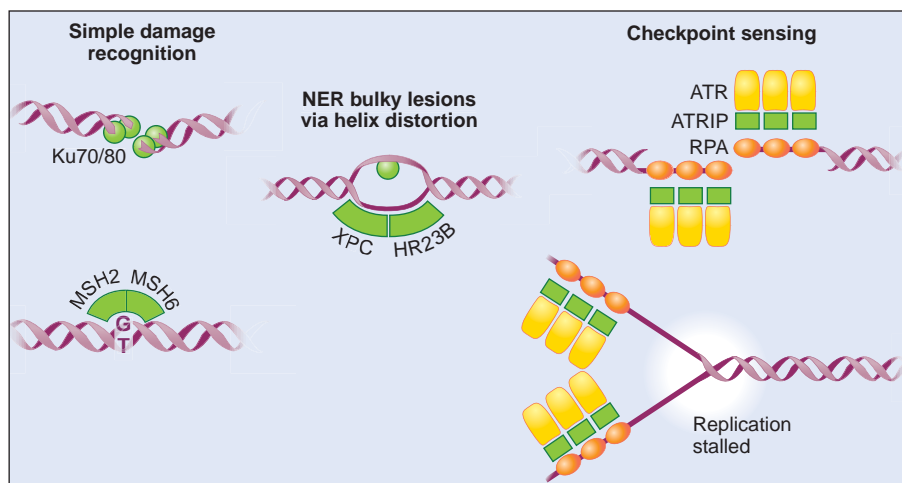 Simple damage
recognition
Ku70/80
MSH2 MSH6
G
T
NER bulky lesions
via helix distortion
XPC HR23B
Checkpoint sensing
ATR
ATRIP
RPA
Replication
stalled